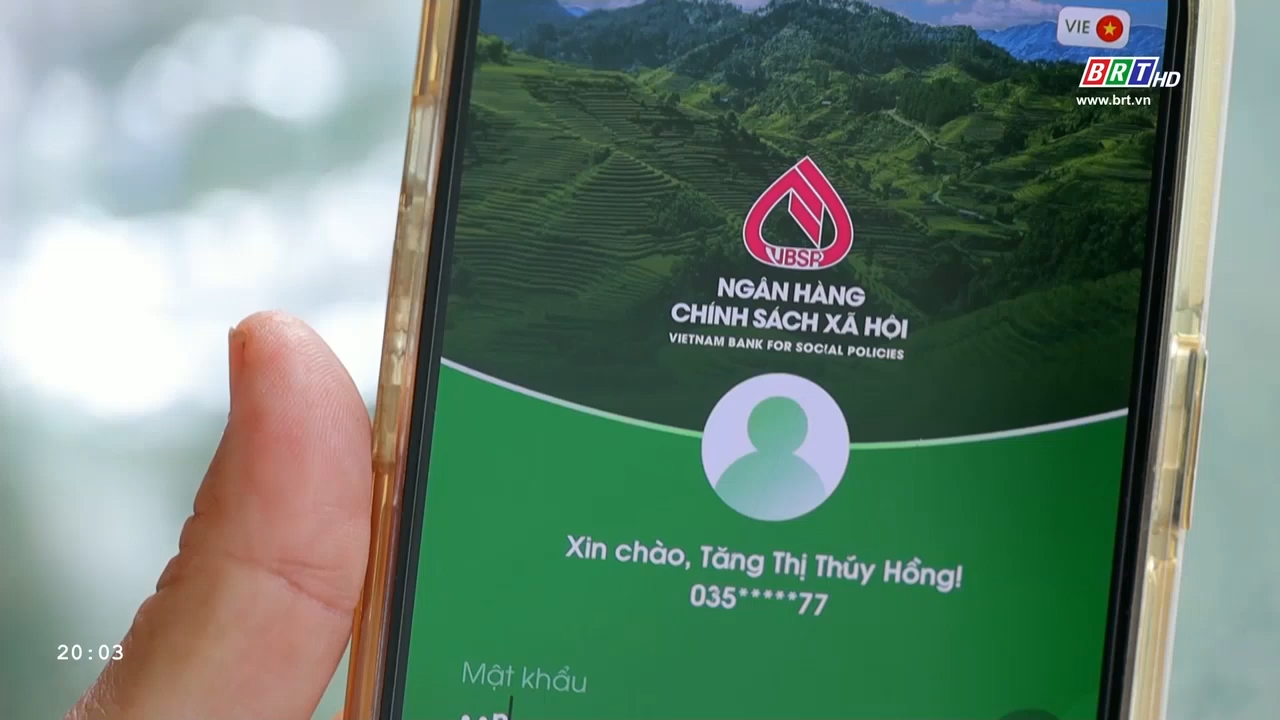 VIE
BRT HD
www.brt.vn
VBSP
NGÂN HÀNG
CHÍNH SÁCH XÃ HỘI
VIETNAM BANK FOR SOCIAL POLICIES
Xin chào, Tăng Thị Thúy Hồng!
035*****77
20:03
Mật khẩu